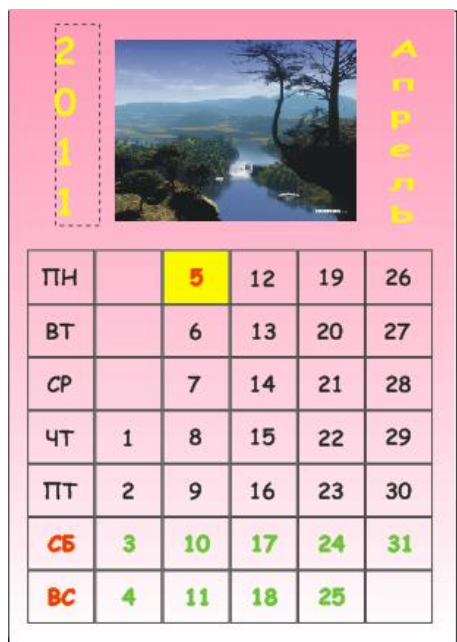 2011
Апрель
ПН 5 12 19 26
ВТ 6 13 20 27
СР 7 14 21 28
ЧТ 1 8 15 22 29
ПТ 2 9 16 23 30
СБ 3 10 17 24 31
ВС 4 11 18 25